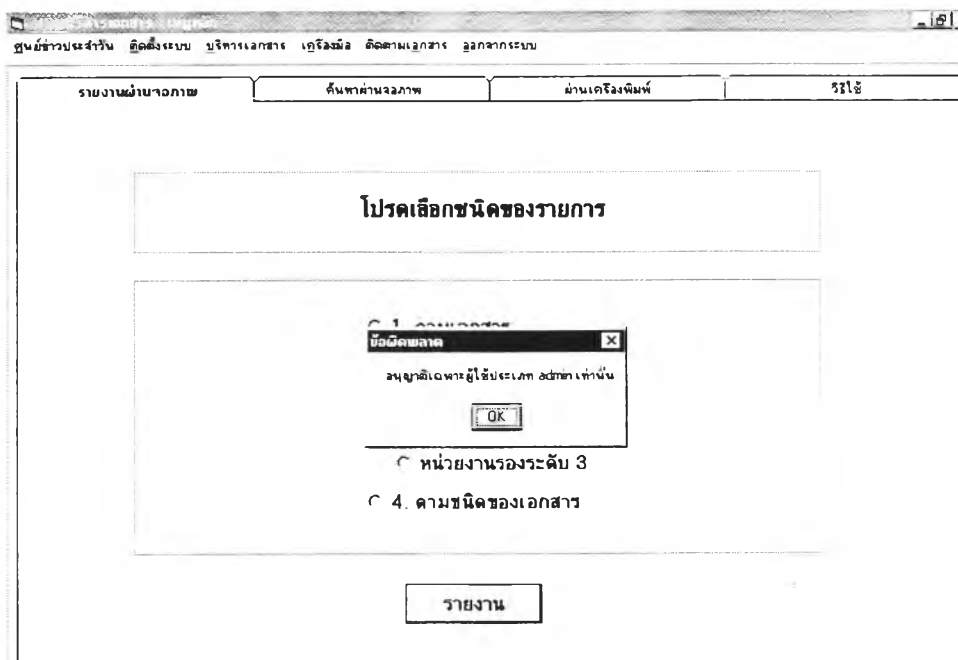 ศูนย์ข่าวประจำวัน ติดตั้งระบบ บริหารเอกสาร เครื่องมือ ติดตามเอกสาร ออกจากระบบ
รายงานผ่านจอภาพ ค้นหาผ่านจอภาพ ผ่านเครื่องพิมพ์ วิธีใช้
โปรดเลือกชนิดของรายการ
1. ตามเอกสาร
ข้อผิดพลาด
อนุญาติเฉพาะผู้ใช้ประเภท admin เท่านั้น
OK
หน่วยงานรองระดับ 3
4. ตามชนิดของเอกสาร
รายงาน